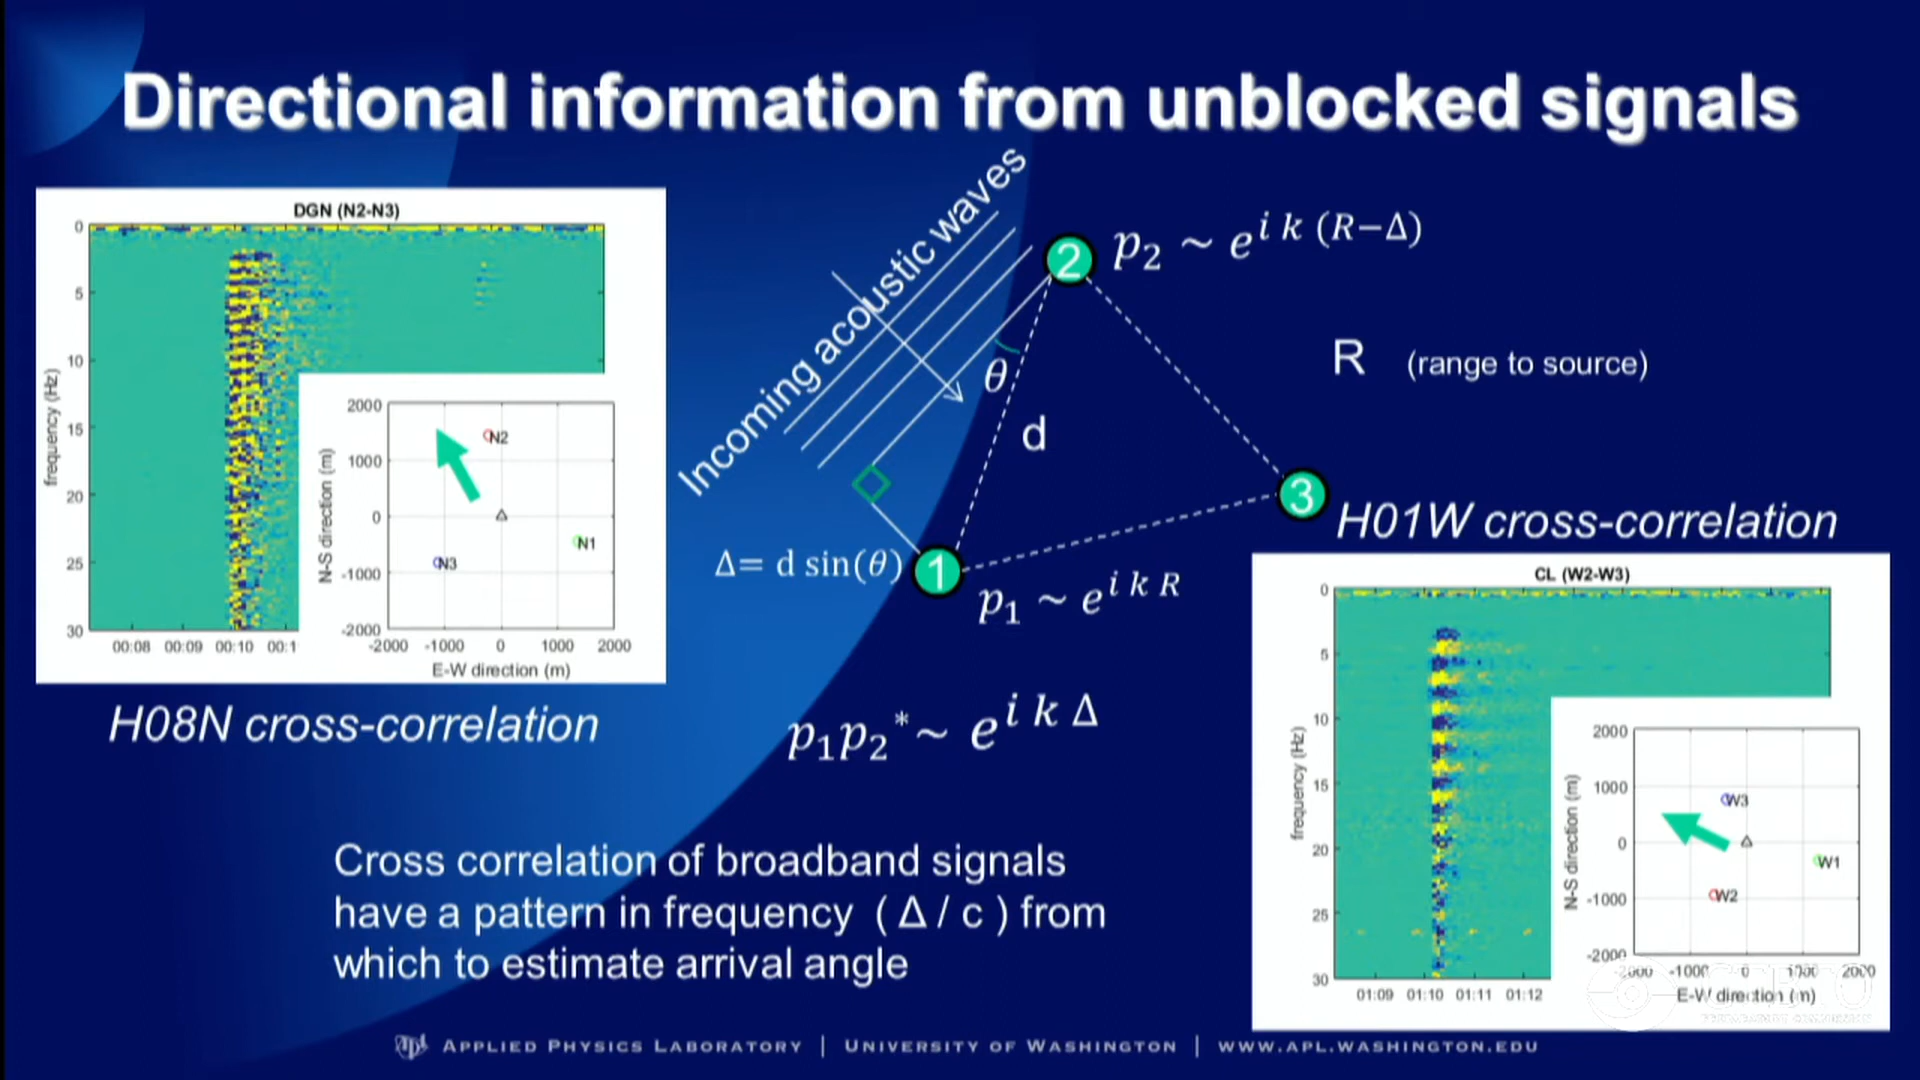 Directional information from unblocked signals
DGN (N2-N3)
frequency (Hz)
0
5
10
15
20
25
30
00:08 00:09 00:10 00:1
N-S direction (m)
2000
1000
0
-1000
-2000
-2000 -1000 0 1000 2000
E-W direction (m)
N2
N1
N3
H08N cross-correlation
Incoming acoustic waves
2
p₂ ~ e^{i k (R−Δ)}
R (range to source)
θ
d
3
Δ= d sin(θ)
1
p₁ ~ e^{i k R}
p₁p₂* ~ e^{i k Δ}
H01W cross-correlation
CL (W2-W3)
frequency (Hz)
0
5
10
15
20
25
30
01:09 01:10 01:11 01:12
N-S direction (m)
2000
1000
0
-1000
-2000
-2000 -1000 0 1000 2000
E-W direction (m)
W3
W1
W2
Cross correlation of broadband signals
have a pattern in frequency ( Δ / c ) from
which to estimate arrival angle
APPLIED PHYSICS LABORATORY | UNIVERSITY OF WASHINGTON | WWW.APL.WASHINGTON.EDU